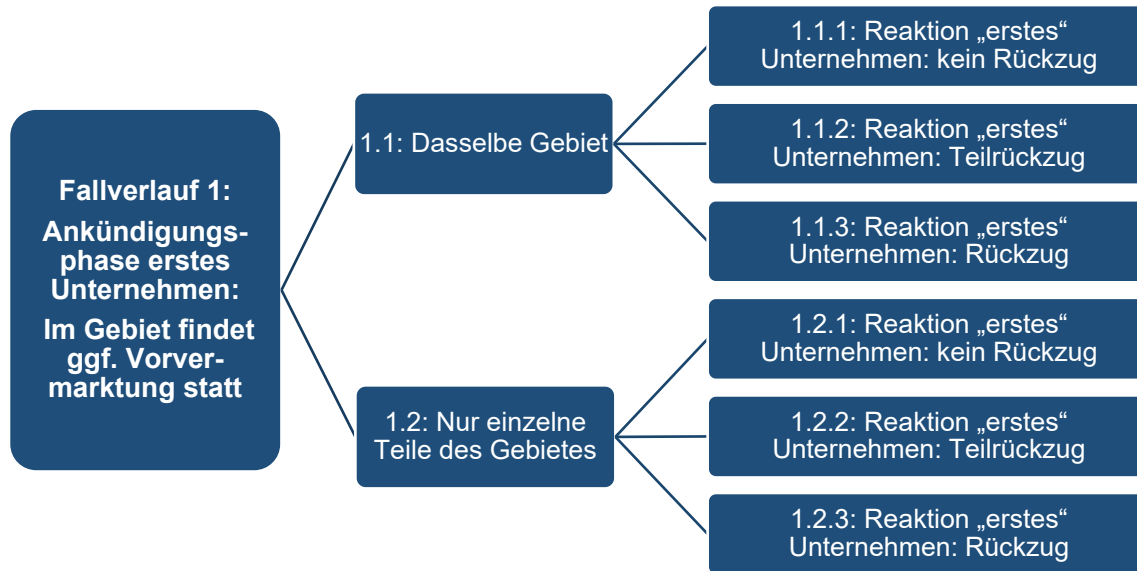 Fallverlauf 1:
Ankündigungs-
phase erstes
Unternehmen:
Im Gebiet findet
ggf. Vorver-
marktung statt
1.1: Dasselbe Gebiet
1.1.1: Reaktion „erstes“
Unternehmen: kein Rückzug
1.1.2: Reaktion „erstes“
Unternehmen: Teilrückzug
1.1.3: Reaktion „erstes“
Unternehmen: Rückzug
1.2: Nur einzelne
Teile des Gebietes
1.2.1: Reaktion „erstes“
Unternehmen: kein Rückzug
1.2.2: Reaktion „erstes“
Unternehmen: Teilrückzug
1.2.3: Reaktion „erstes“
Unternehmen: Rückzug